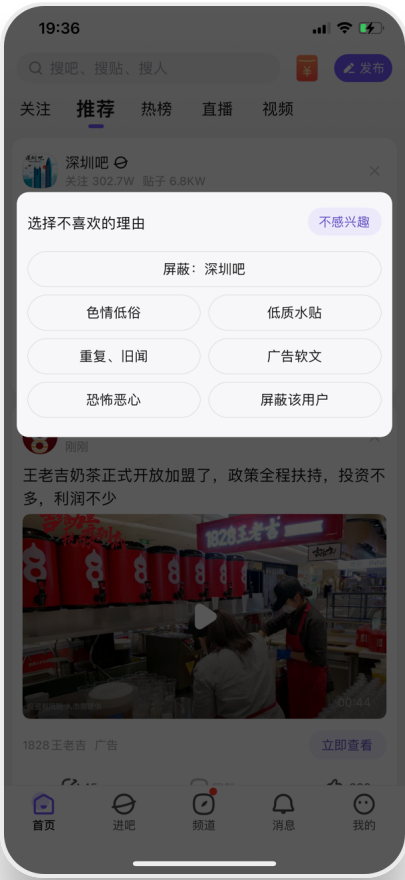 19:36
搜吧、搜贴、搜人
¥
发布
关注 推荐 热榜 直播 视频
深圳吧
关注 302.7W 贴子 6.8KW
选择不喜欢的理由
不感兴趣
屏蔽：深圳吧
色情低俗
低质水贴
重复、旧闻
广告软文
恐怖恶心
屏蔽该用户
刚刚
王老吉奶茶正式开放加盟了，政策全程扶持，投资不
多，利润不少
1828王老吉
00:44
1828王老吉 广告
立即查看
首页 进吧 频道 消息 我的